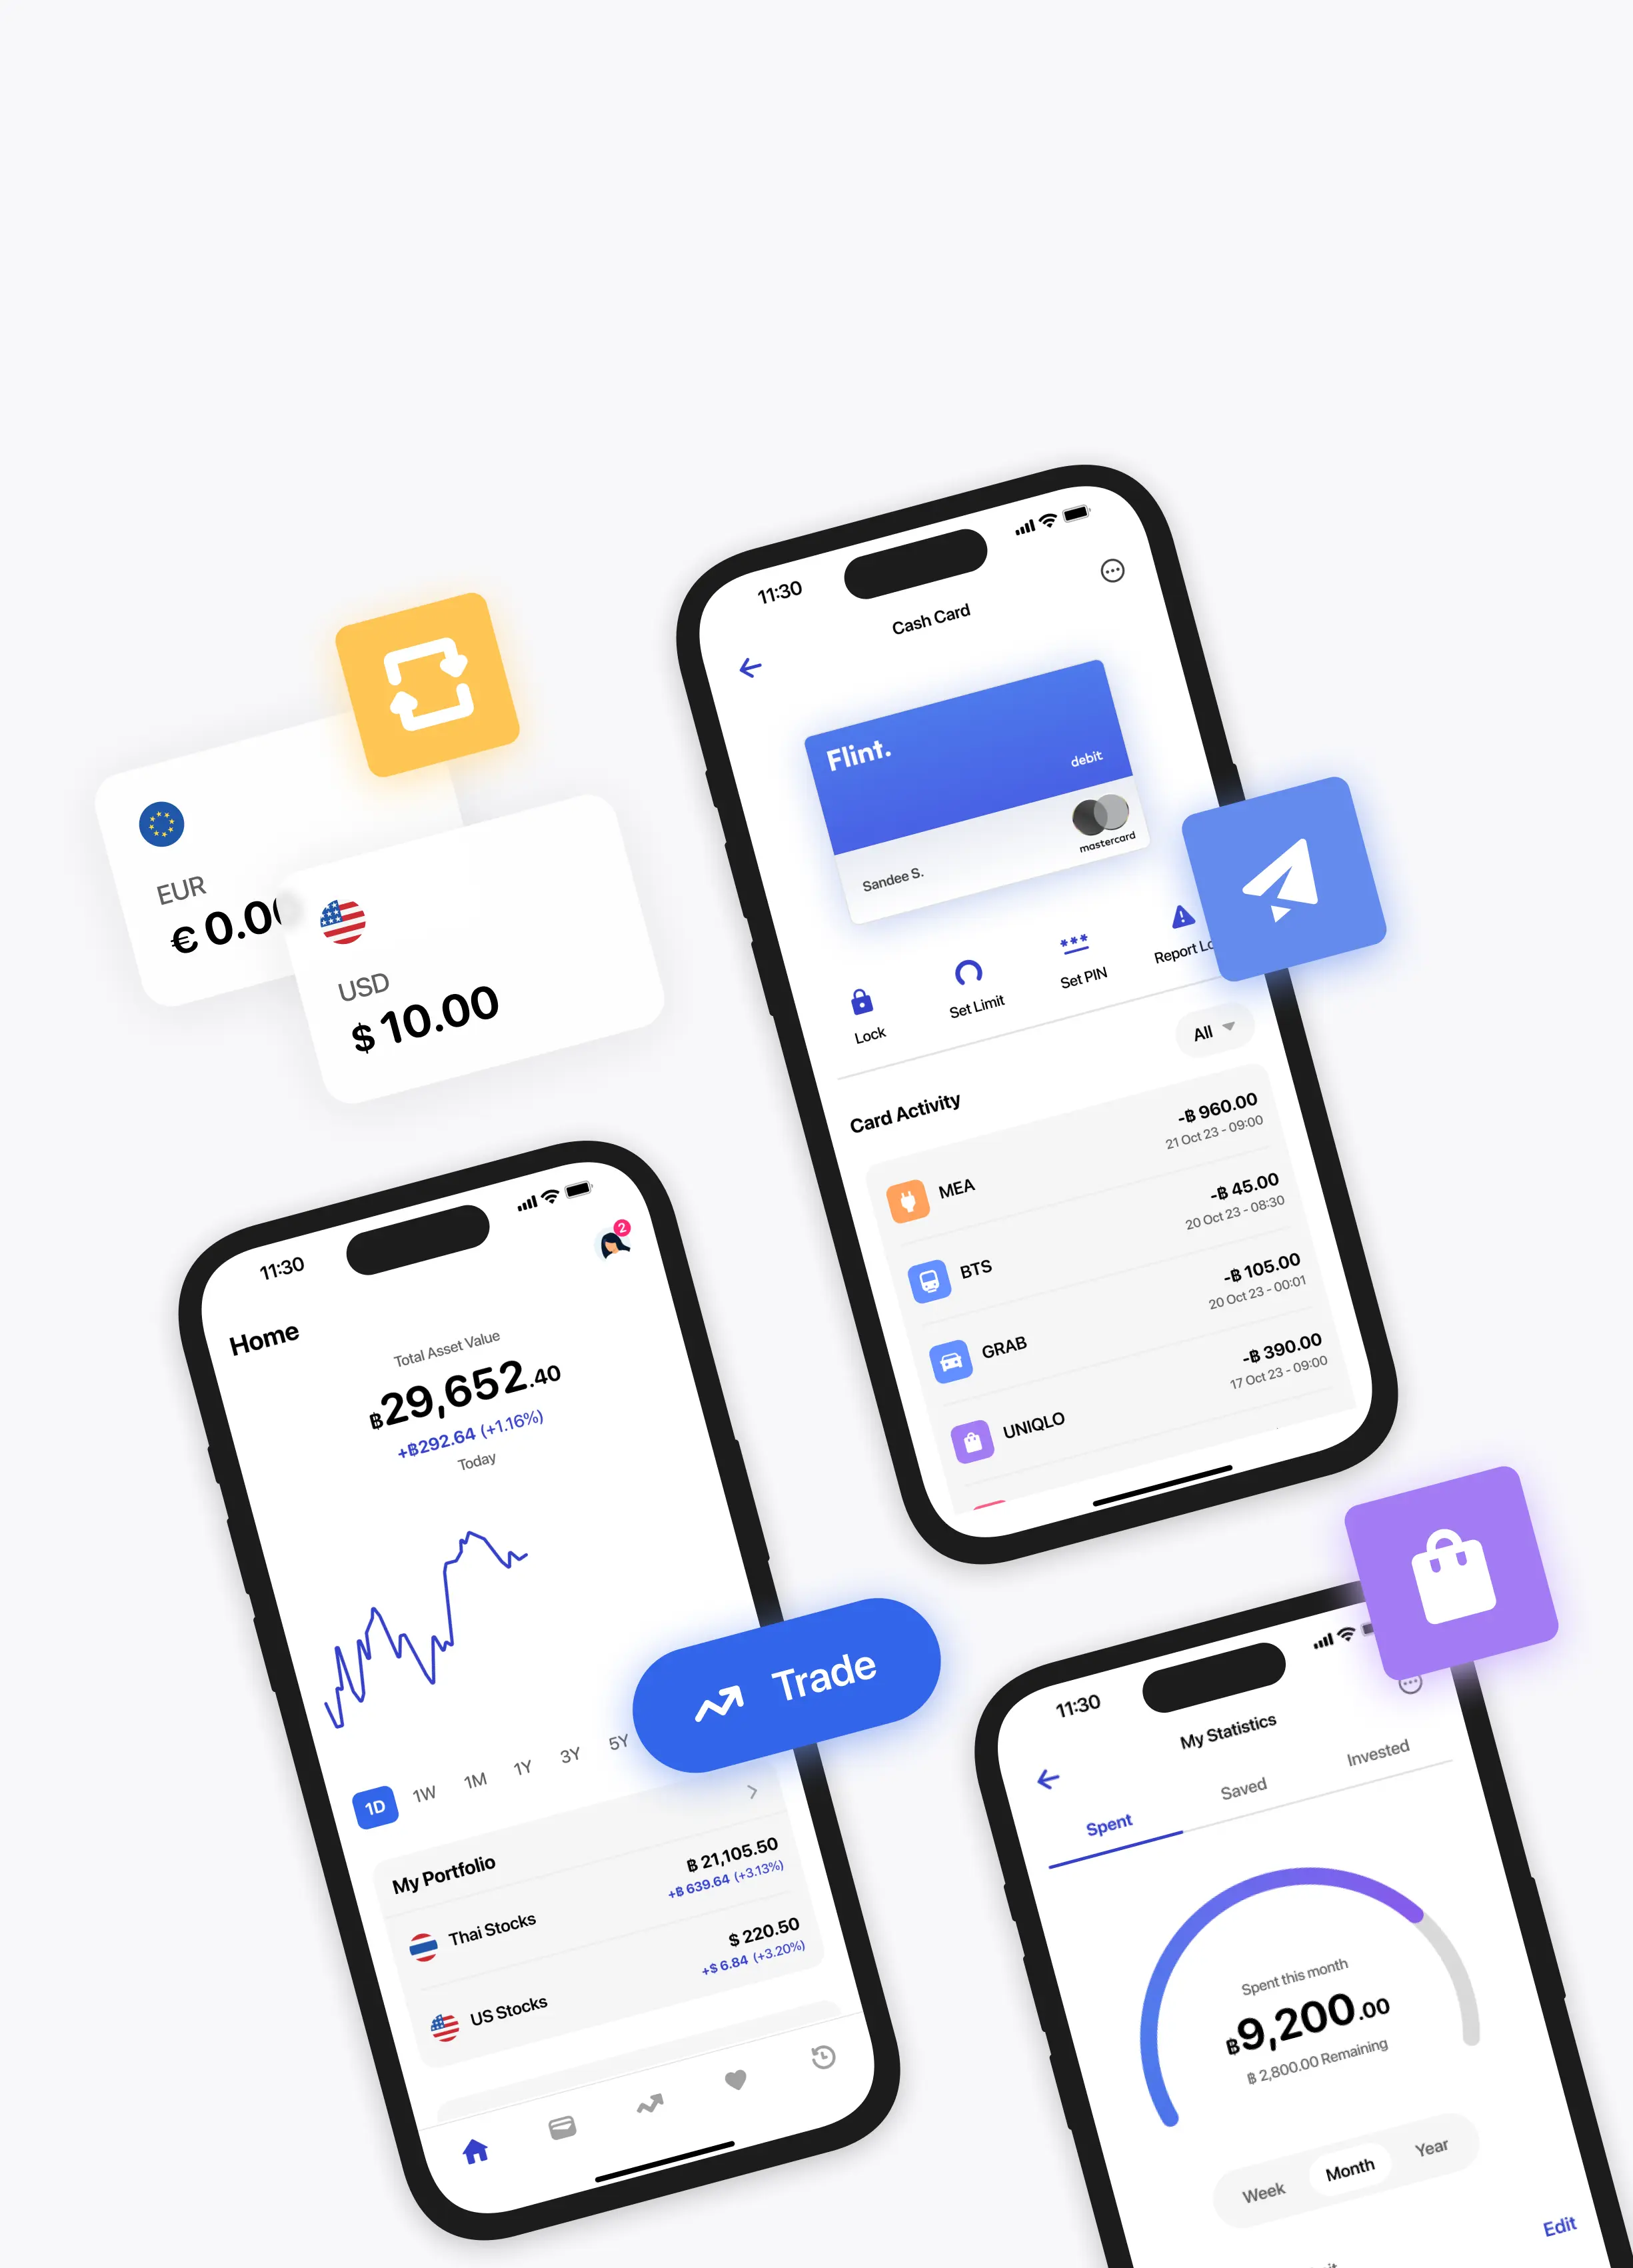 11:30
Cash Card
Flint.
debit
mastercard
Sandee S.
Lock
Set Limit
Set PIN
Report
All
Card Activity
MEA
-฿ 960.00
21 Oct 23 - 09:00
BTS
-฿ 45.00
20 Oct 23 - 08:30
GRAB
-฿ 105.00
20 Oct 23 - 00:01
UNIQLO
-฿ 390.00
17 Oct 23 - 09:00
EUR
€ 0.0
USD
$ 10.00
11:30
2
Home
Total Asset Value
฿29,652.40
+฿292.64 (+1.16%)
Today
1D 1W 1M 1Y 3Y 5Y
Trade
My Portfolio
Thai Stocks
฿ 21,105.50
+฿ 639.64 (+3.13%)
US Stocks
$ 220.50
+$ 6.84 (+3.20%)
11:30
My Statistics
Spent Saved Invested
Spent this month
฿9,200.00
฿ 2,800.00 Remaining
Week Month Year
Edit